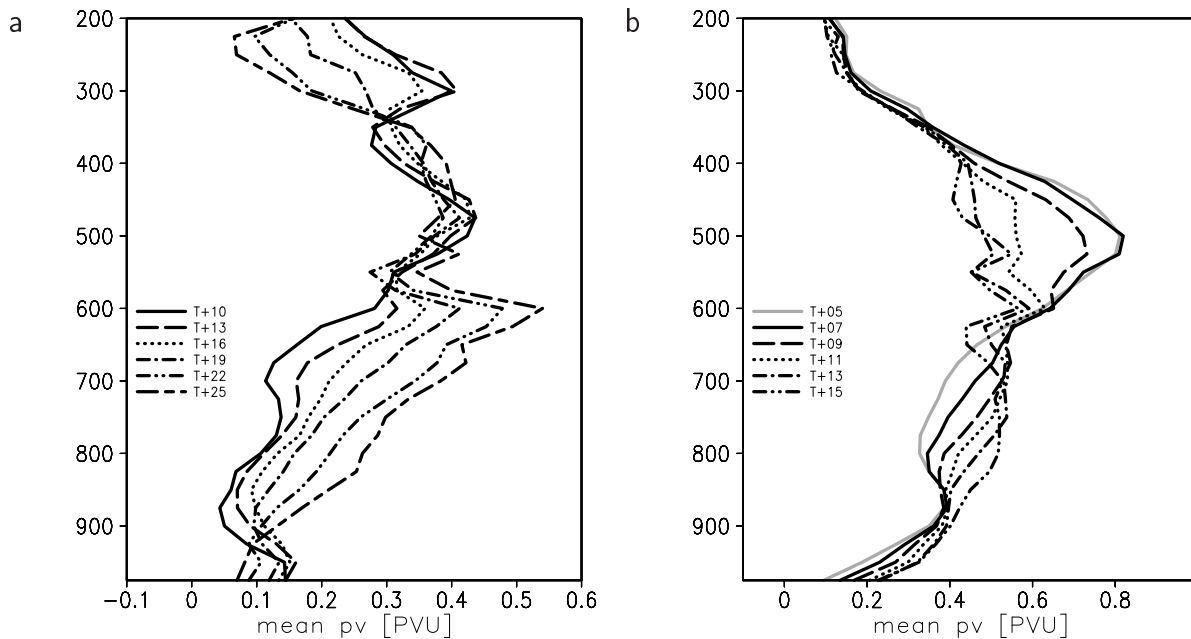 a
200
300
400
500
600
700
800
900
T+10
T+13
T+16
T+19
T+22
T+25
−0.1 0 0.1 0.2 0.3 0.4 0.5 0.6
mean pv [PVU]
b
200
300
400
500
600
700
800
900
T+05
T+07
T+09
T+11
T+13
T+15
0 0.2 0.4 0.6 0.8
mean pv [PVU]